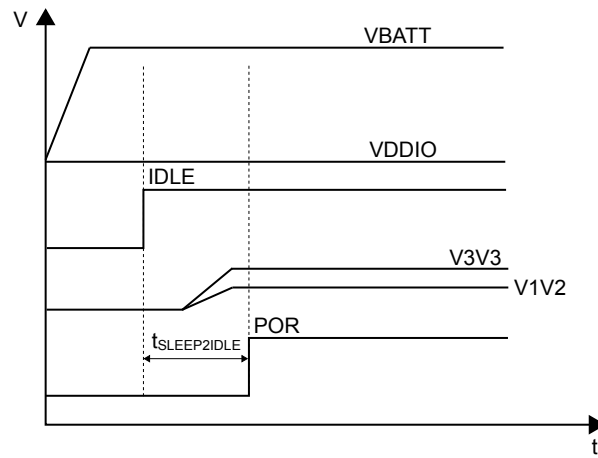 V
VBATT
VDDIO
IDLE
V3V3
V1V2
POR
tSLEEP2IDLE
t